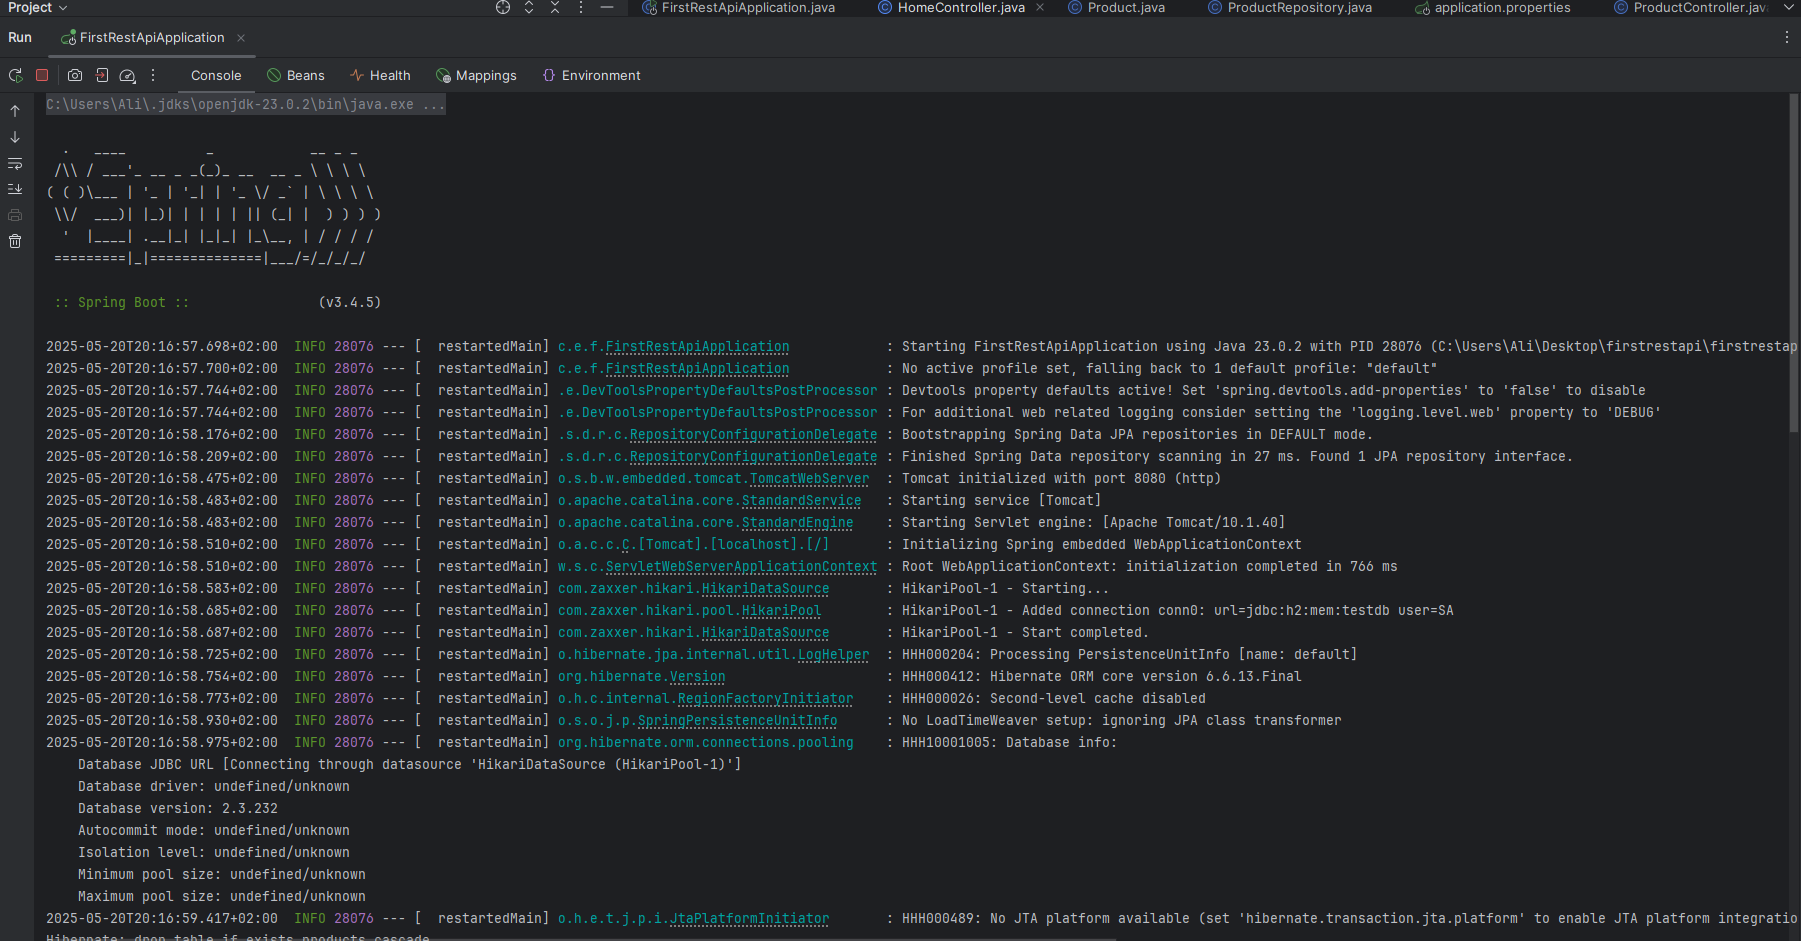 Project
FirstRestApiApplication.java
HomeController.java
Product.java
ProductRepository.java
application.properties
ProductController.jav
Run
FirstRestApiApplication
Console
Beans
Health
Mappings
Environment
C:\Users\Ali\.jdks\openjdk-23.0.2\bin\java.exe ...
  .   ____          _            __ _ _
 /\\ / ___'_ __ _ _(_)_ __  __ _ \ \ \ \
( ( )\___ | '_ | '_| | '_ \/ _` | \ \ \ \
 \\/  ___)| |_)| | | | | || (_| |  ) ) ) )
  '  |____| .__|_| |_|_| |_\__, | / / / /
 =========|_|==============|___/=/_/_/_/
 :: Spring Boot ::                (v3.4.5)
2025-05-20T20:16:57.698+02:00  INFO 28076 --- [  restartedMain] c.e.f.FirstRestApiApplication            : Starting FirstRestApiApplication using Java 23.0.2 with PID 28076 (C:\Users\Ali\Desktop\firstrestapi\firstrestap
2025-05-20T20:16:57.700+02:00  INFO 28076 --- [  restartedMain] c.e.f.FirstRestApiApplication            : No active profile set, falling back to 1 default profile: "default"
2025-05-20T20:16:57.744+02:00  INFO 28076 --- [  restartedMain] .e.DevToolsPropertyDefaultsPostProcessor : Devtools property defaults active! Set 'spring.devtools.add-properties' to 'false' to disable
2025-05-20T20:16:57.744+02:00  INFO 28076 --- [  restartedMain] .e.DevToolsPropertyDefaultsPostProcessor : For additional web related logging consider setting the 'logging.level.web' property to 'DEBUG'
2025-05-20T20:16:58.176+02:00  INFO 28076 --- [  restartedMain] .s.d.r.c.RepositoryConfigurationDelegate : Bootstrapping Spring Data JPA repositories in DEFAULT mode.
2025-05-20T20:16:58.209+02:00  INFO 28076 --- [  restartedMain] .s.d.r.c.RepositoryConfigurationDelegate : Finished Spring Data repository scanning in 27 ms. Found 1 JPA repository interface.
2025-05-20T20:16:58.475+02:00  INFO 28076 --- [  restartedMain] o.s.b.w.embedded.tomcat.TomcatWebServer  : Tomcat initialized with port 8080 (http)
2025-05-20T20:16:58.483+02:00  INFO 28076 --- [  restartedMain] o.apache.catalina.core.StandardService   : Starting service [Tomcat]
2025-05-20T20:16:58.483+02:00  INFO 28076 --- [  restartedMain] o.apache.catalina.core.StandardEngine    : Starting Servlet engine: [Apache Tomcat/10.1.40]
2025-05-20T20:16:58.510+02:00  INFO 28076 --- [  restartedMain] o.a.c.c.C.[Tomcat].[localhost].[/]       : Initializing Spring embedded WebApplicationContext
2025-05-20T20:16:58.510+02:00  INFO 28076 --- [  restartedMain] w.s.c.ServletWebServerApplicationContext : Root WebApplicationContext: initialization completed in 766 ms
2025-05-20T20:16:58.583+02:00  INFO 28076 --- [  restartedMain] com.zaxxer.hikari.HikariDataSource       : HikariPool-1 - Starting...
2025-05-20T20:16:58.685+02:00  INFO 28076 --- [  restartedMain] com.zaxxer.hikari.pool.HikariPool        : HikariPool-1 - Added connection conn0: url=jdbc:h2:mem:testdb user=SA
2025-05-20T20:16:58.687+02:00  INFO 28076 --- [  restartedMain] com.zaxxer.hikari.HikariDataSource       : HikariPool-1 - Start completed.
2025-05-20T20:16:58.725+02:00  INFO 28076 --- [  restartedMain] o.hibernate.jpa.internal.util.LogHelper  : HHH000204: Processing PersistenceUnitInfo [name: default]
2025-05-20T20:16:58.754+02:00  INFO 28076 --- [  restartedMain] org.hibernate.Version                    : HHH000412: Hibernate ORM core version 6.6.13.Final
2025-05-20T20:16:58.773+02:00  INFO 28076 --- [  restartedMain] o.h.c.internal.RegionFactoryInitiator    : HHH000026: Second-level cache disabled
2025-05-20T20:16:58.930+02:00  INFO 28076 --- [  restartedMain] o.s.o.j.p.SpringPersistenceUnitInfo      : No LoadTimeWeaver setup: ignoring JPA class transformer
2025-05-20T20:16:58.975+02:00  INFO 28076 --- [  restartedMain] org.hibernate.orm.connections.pooling    : HHH10001005: Database info:
    Database JDBC URL [Connecting through datasource 'HikariDataSource (HikariPool-1)']
    Database driver: undefined/unknown
    Database version: 2.3.232
    Autocommit mode: undefined/unknown
    Isolation level: undefined/unknown
    Minimum pool size: undefined/unknown
    Maximum pool size: undefined/unknown
2025-05-20T20:16:59.417+02:00  INFO 28076 --- [  restartedMain] o.h.e.t.j.p.i.JtaPlatformInitiator       : HHH000489: No JTA platform available (set 'hibernate.transaction.jta.platform' to enable JTA platform integratio
Hibernate: drop table if exists products cascade